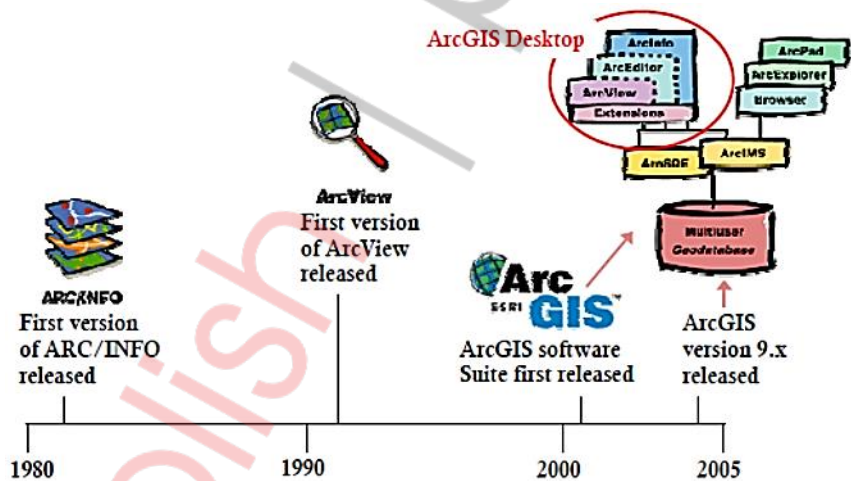 ArcGIS Desktop
ArcInfo
ArcEditor
ArcView
Extensions
ArcPad
ArcExplorer
Browser
ArcSDE
ArcIMS
Multiuser
Geodatabase
ArcView
First version
of ArcView
released
ARC/INFO
First version
of ARC/INFO
released
Arc
ESRI GIS™
ArcGIS software
Suite first released
ArcGIS
version 9.x
released
1980
1990
2000
2005